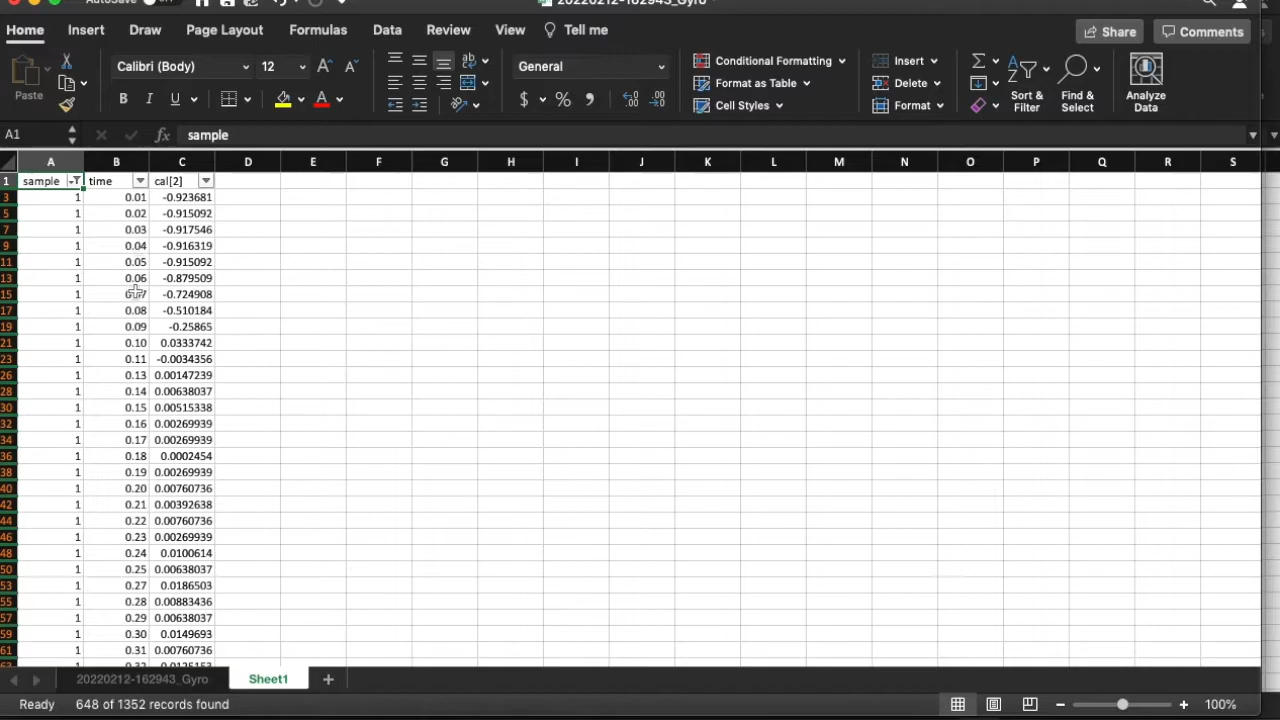 AutoSave
20220212-162943_Gyro
Home Insert Draw Page Layout Formulas Data Review View Tell me Share Comments
Paste Calibri (Body) 12 A A General Conditional Formatting Insert
Format as Table Delete
B I U A $ % Cell Styles Format Sort & Filter Find & Select Analyze Data
A1 fx sample
A B C D E F G H I J K L M N O P Q R S
1 sample time cal[2]
3 1 0.01 -0.923681
5 1 0.02 -0.915092
7 1 0.03 -0.917546
9 1 0.04 -0.916319
11 1 0.05 -0.915092
13 1 0.06 -0.879509
15 1 -0.724908
17 1 0.08 -0.510184
19 1 0.09 -0.25865
21 1 0.10 0.0333742
23 1 0.11 -0.0034356
26 1 0.13 0.00147239
28 1 0.14 0.00638037
30 1 0.15 0.00515338
32 1 0.16 0.00269939
34 1 0.17 0.00269939
36 1 0.18 0.0002454
38 1 0.19 0.00269939
40 1 0.20 0.00760736
42 1 0.21 0.00392638
44 1 0.22 0.00760736
46 1 0.23 0.00269939
48 1 0.24 0.0100614
50 1 0.25 0.00638037
53 1 0.27 0.0186503
55 1 0.28 0.00883436
57 1 0.29 0.00638037
59 1 0.30 0.0149693
61 1 0.31 0.00760736
20220212-162943_Gyro Sheet1 +
Ready 648 of 1352 records found 100%